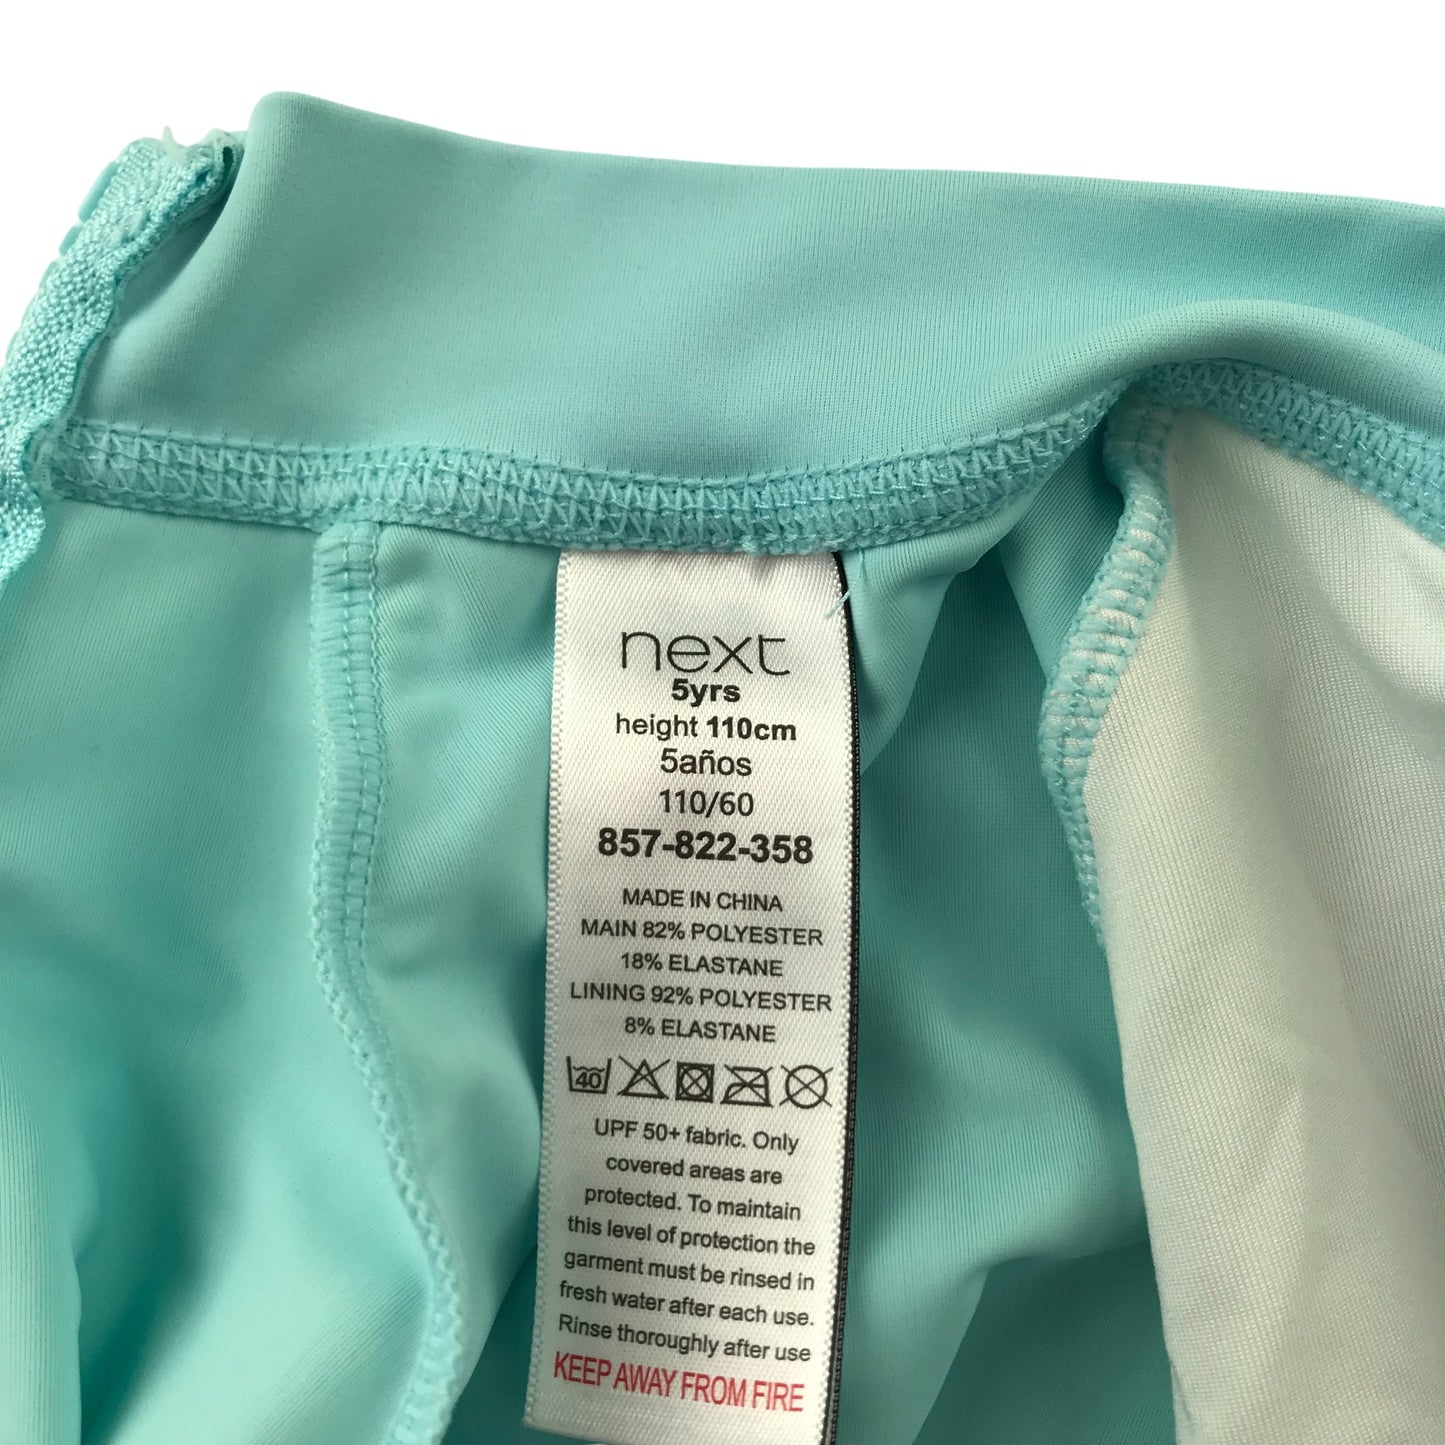 next
5yrs
height 110cm
5años
110/60
857-822-358
MADE IN CHINA
MAIN 82% POLYESTER
18% ELASTANE
LINING 92% POLYESTER
8% ELASTANE
40
UPF 50+ fabric. Only
covered areas are
protected. To maintain
this level of protection the
garment must be rinsed in
fresh water after each use.
Rinse thoroughly after use
KEEP AWAY FROM FIRE